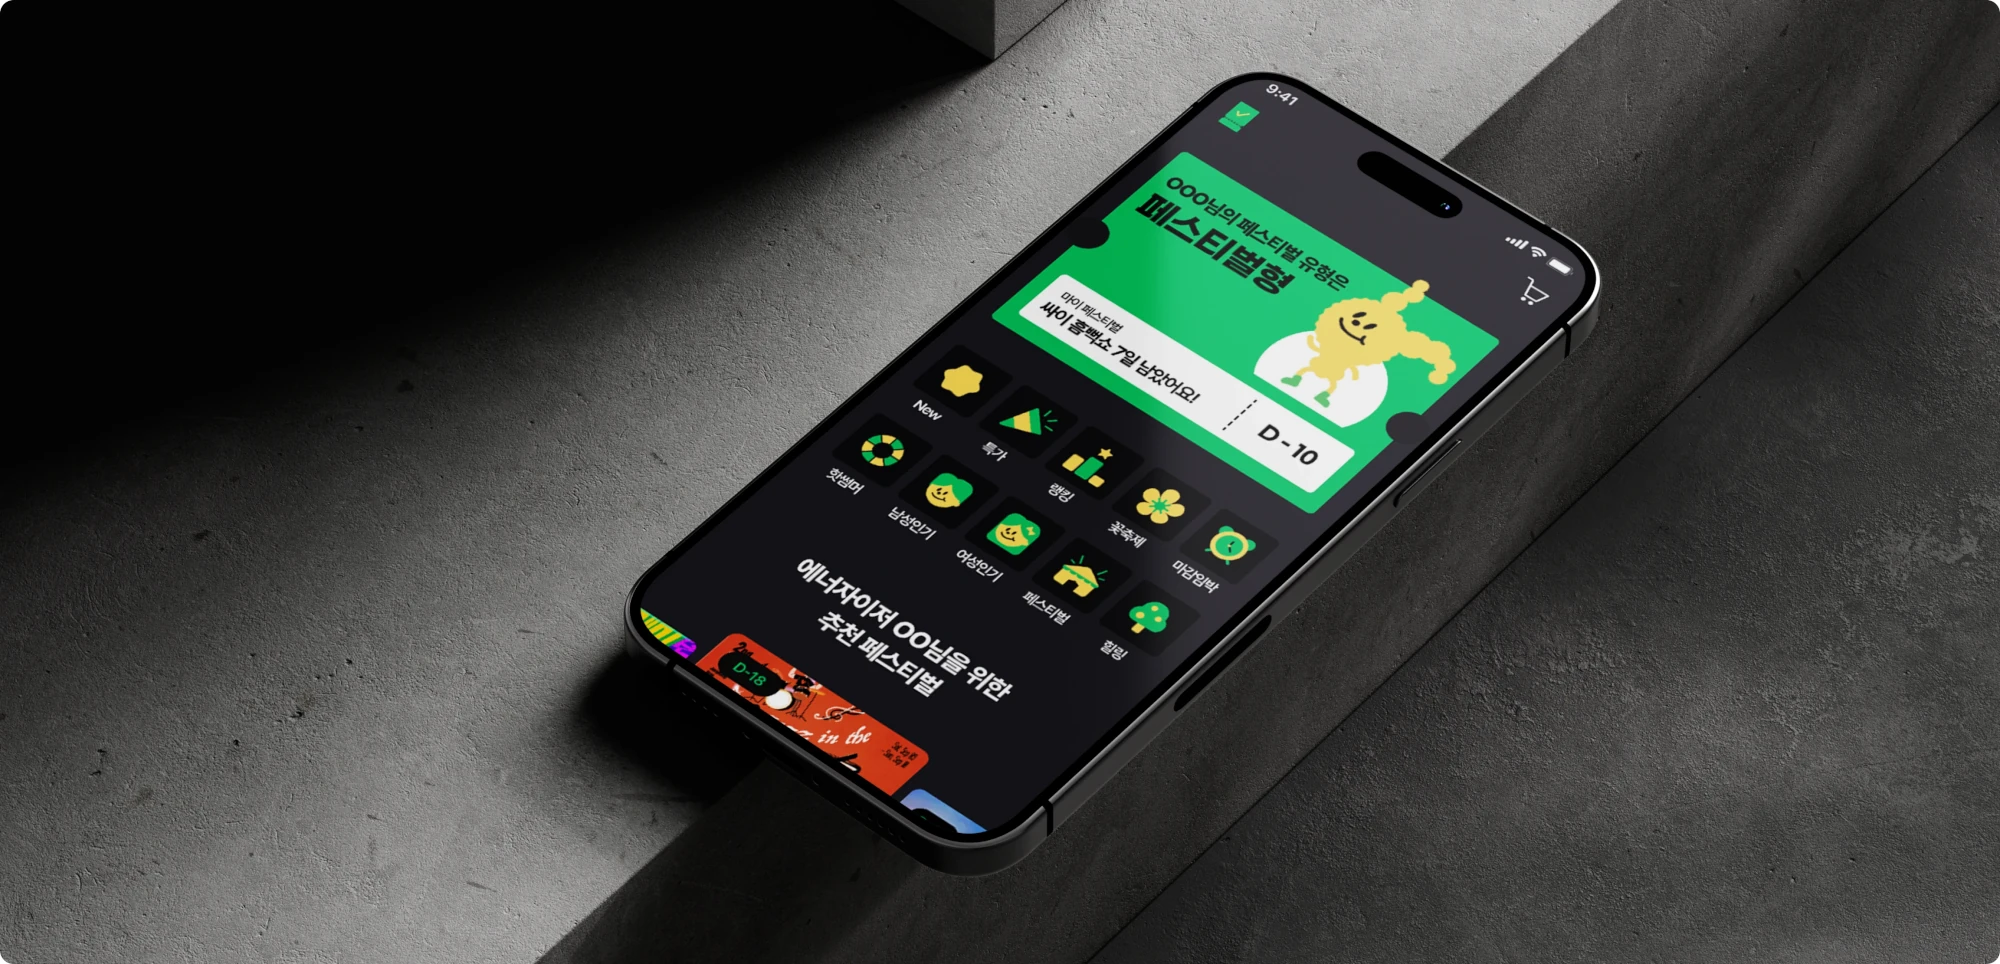 9:41
OOO님의 페스티벌 유형은
페스티벌형
마이 페스티벌
싸이 흠뻑쇼 7일 남았어요!
D - 10
New
특가
랭킹
꽃축제
마감임박
핫썸머
남성인기
여성인기
페스티벌
힐링
에너자이저 OO님을 위한
추천 페스티벌
D-18
in the